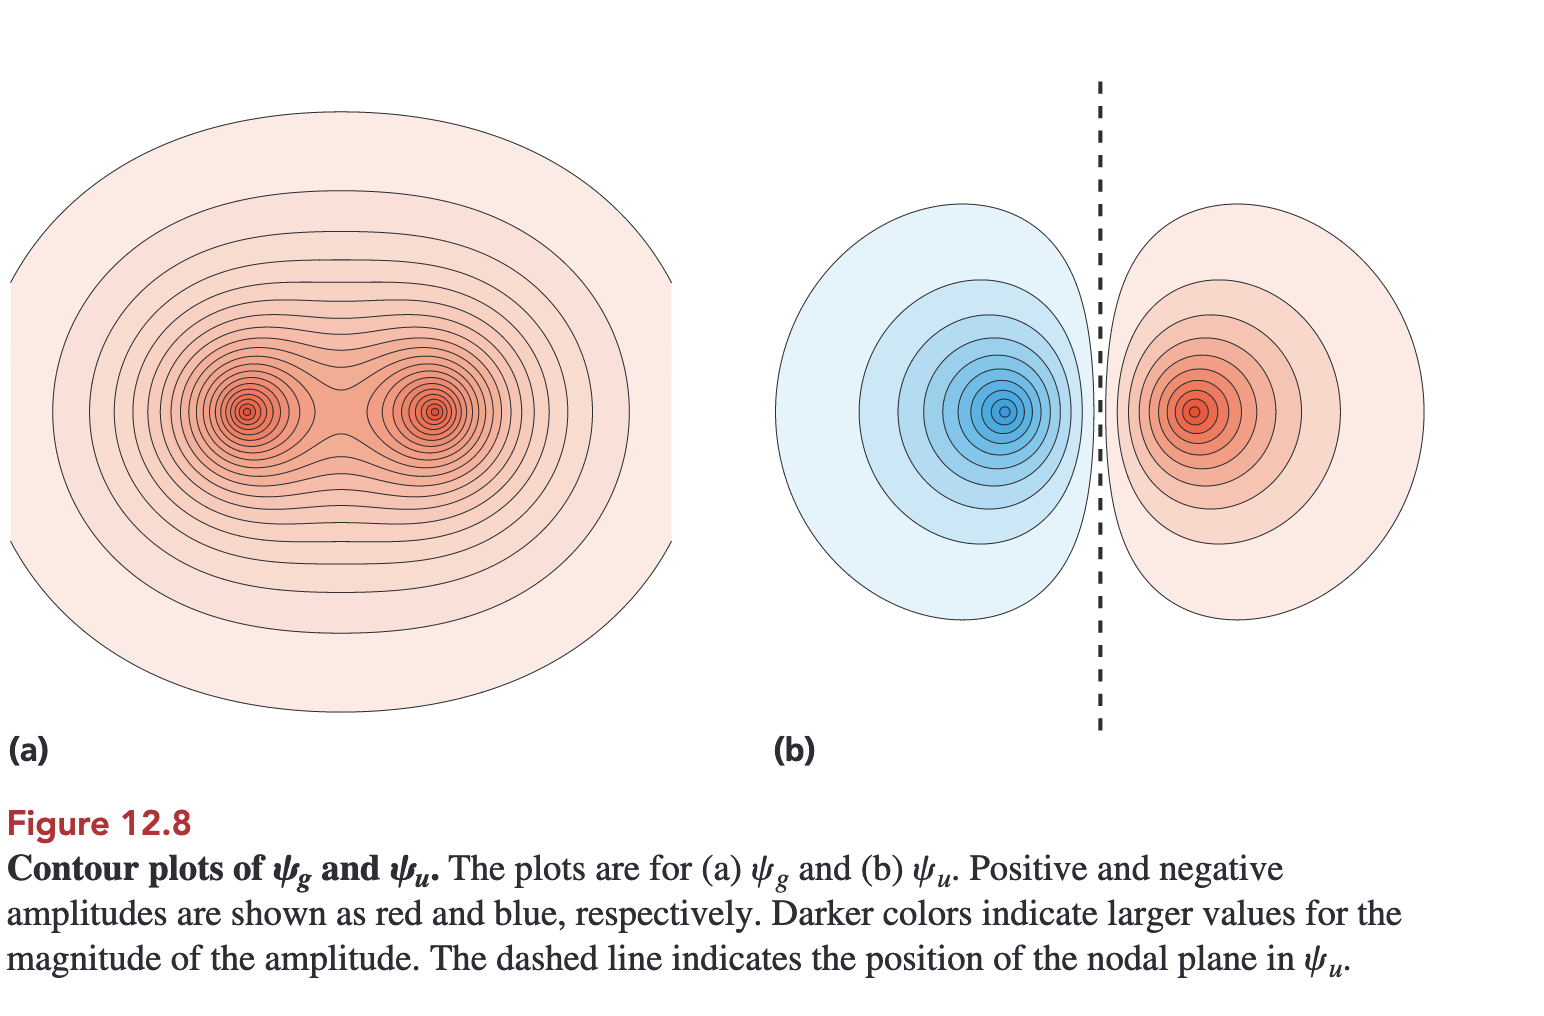 (a)
(b)
Figure 12.8
Contour plots of ψg and ψu. The plots are for (a) ψg and (b) ψu. Positive and negative
amplitudes are shown as red and blue, respectively. Darker colors indicate larger values for the
magnitude of the amplitude. The dashed line indicates the position of the nodal plane in ψu.